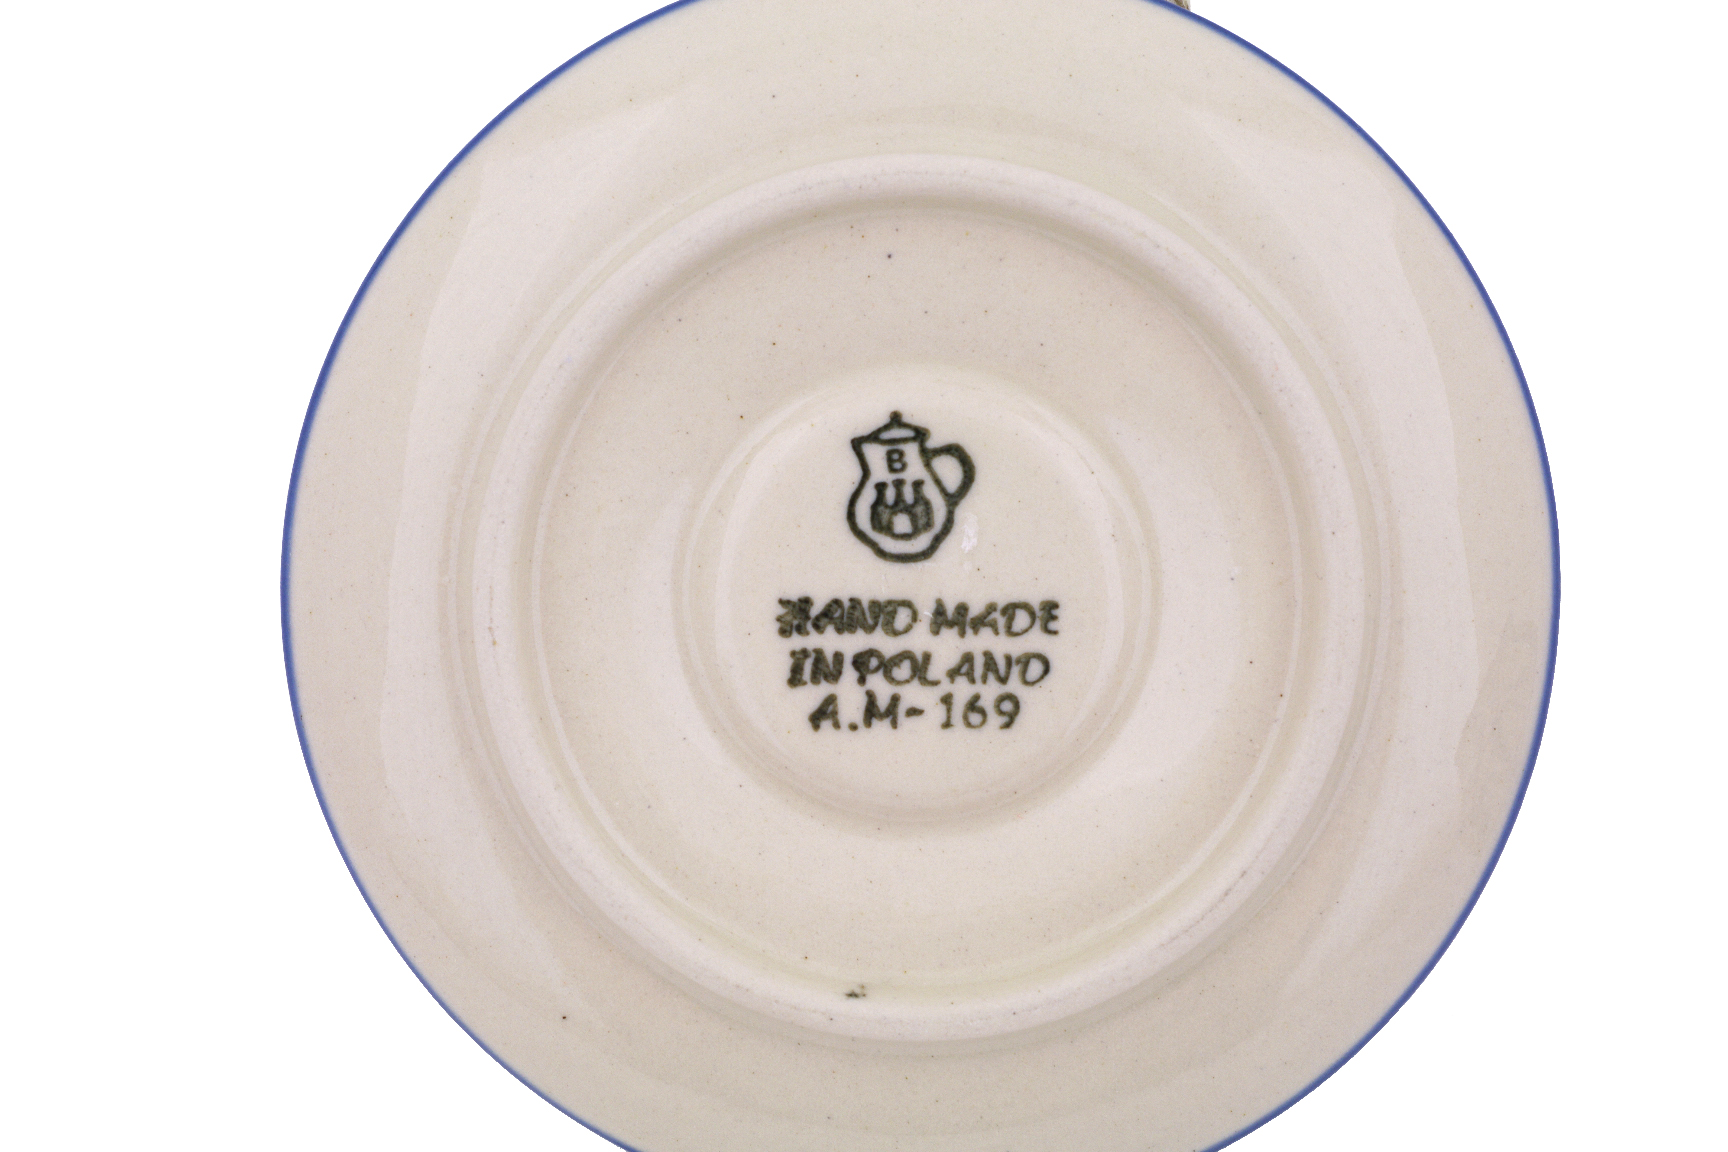 B
HAND MADE
IN POLAND
A.M-169